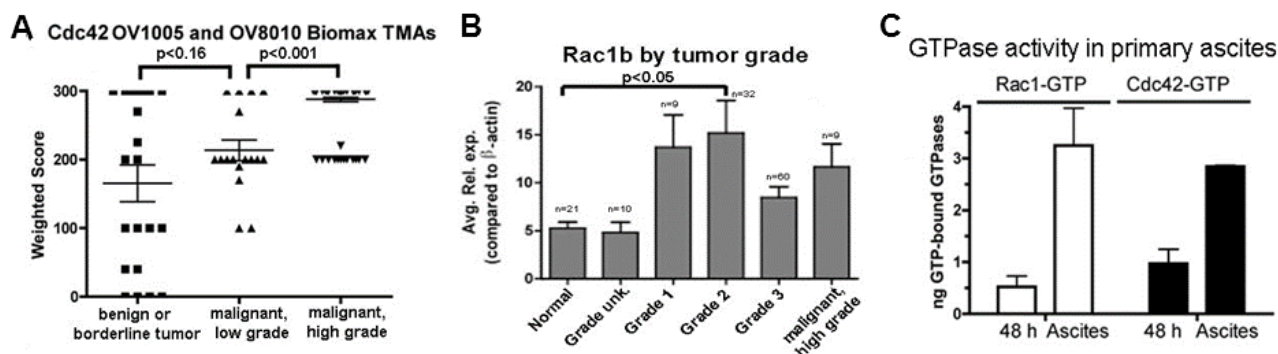 A
Cdc42 OV1005 and OV8010 Biomax TMAs
p<0.16
p<0.001
Weighted Score
300
200
100
0
benign or
borderline tumor
malignant,
low grade
malignant,
high grade
B
Rac1b by tumor grade
p<0.05
Avg. Rel. exp.
(compared to β-actin)
20
15
10
5
0
n=21
n=10
n=9
n=32
n=60
n=9
Normal
Grade unk.
Grade 1
Grade 2
Grade 3
malignant,
high grade
C
GTPase activity in primary ascites
Rac1-GTP
Cdc42-GTP
ng GTP-bound GTPases
4
3
2
1
0
48 h
Ascites
48 h
Ascites